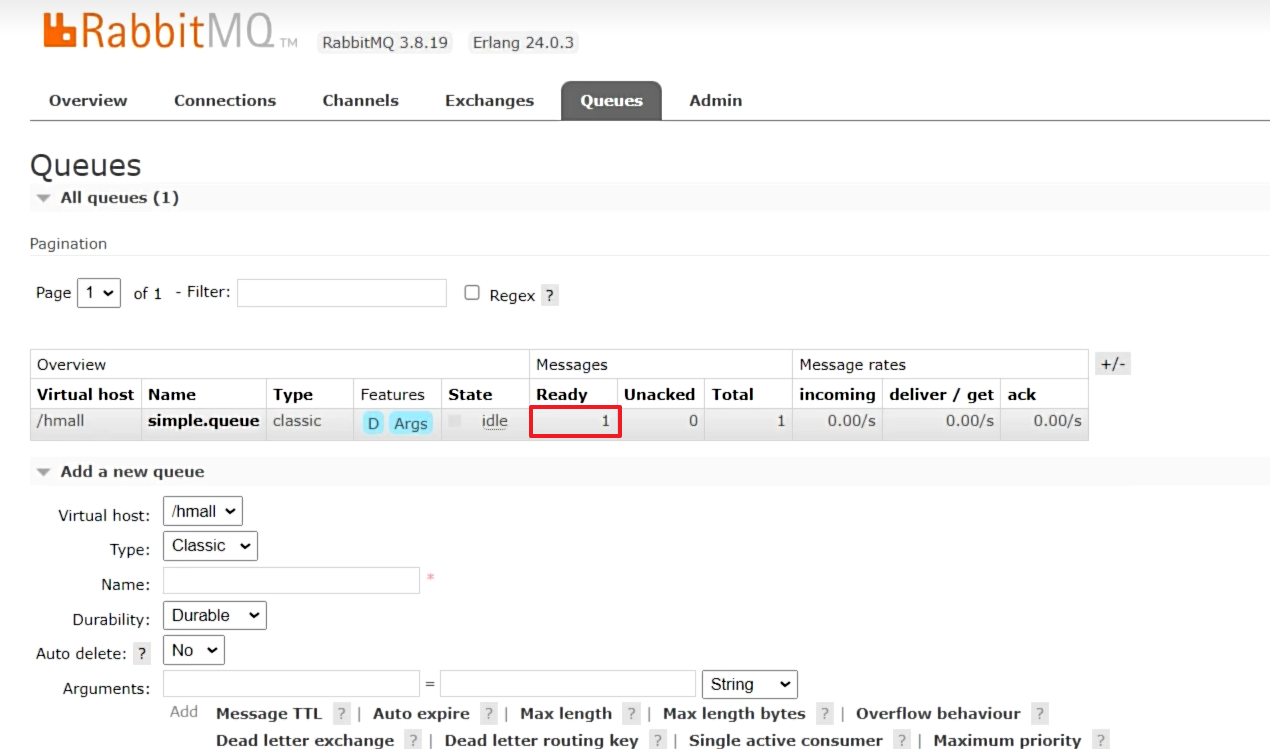 RabbitMQ TM RabbitMQ 3.8.19 Erlang 24.0.3
Overview Connections Channels Exchanges Queues Admin
Queues
All queues (1)
Pagination
Page 1 of 1 - Filter: Regex ?
Overview Messages Message rates +/-
Virtual host Name Type Features State Ready Unacked Total incoming deliver / get ack
/hmall simple.queue classic D Args idle 1 0 1 0.00/s 0.00/s 0.00/s
Add a new queue
Virtual host: /hmall
Type: Classic
Name: *
Durability: Durable
Auto delete: ? No
Arguments: = String
Add Message TTL ? | Auto expire ? | Max length ? | Max length bytes ? | Overflow behaviour ?
Dead letter exchange ? | Dead letter routing key ? | Single active consumer ? | Maximum priority ?